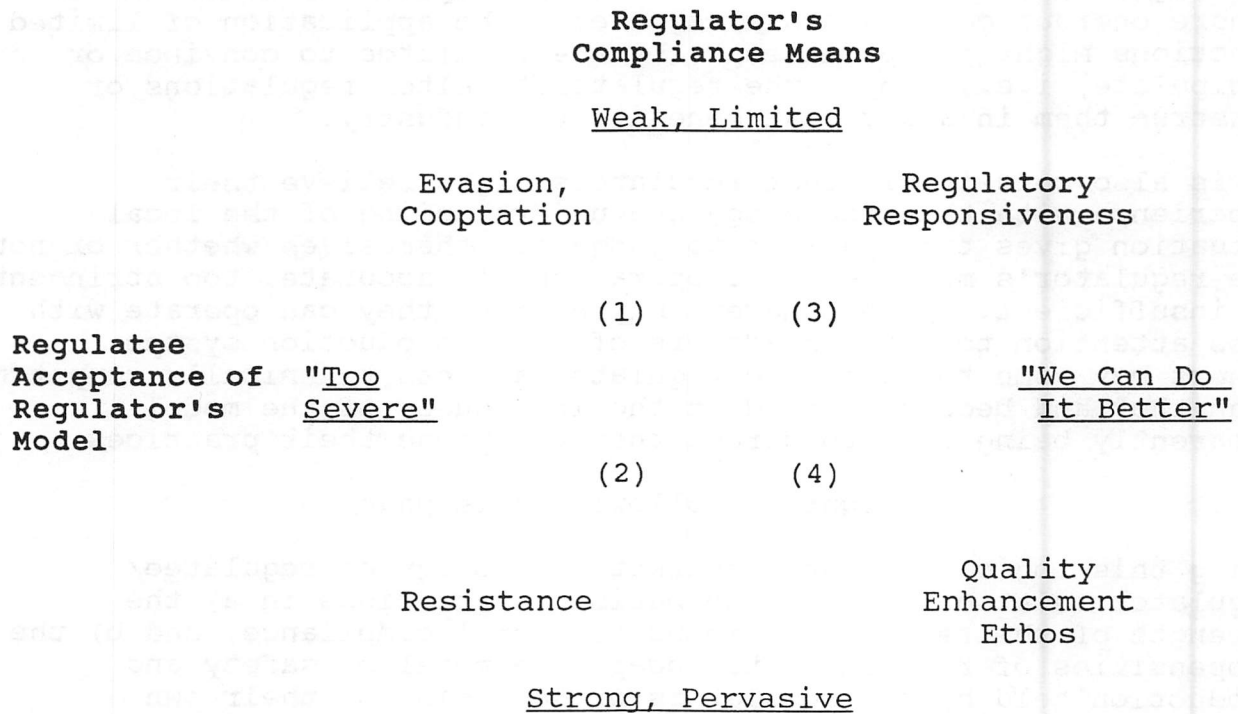 Regulator's
Compliance Means
Weak, Limited
Evasion, Regulatory
Cooptation Responsiveness
(1) (3)
Regulatee
Acceptance of "Too "We Can Do
Regulator's Severe" It Better"
Model
(2) (4)
Quality
Resistance Enhancement
Ethos
Strong, Pervasive